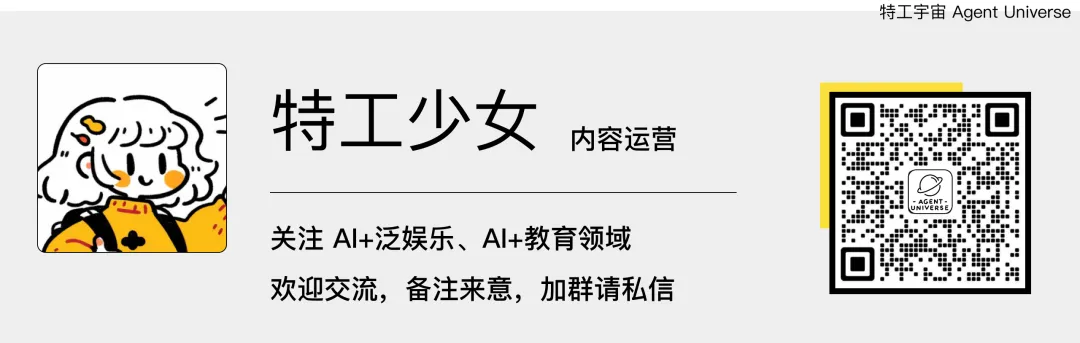 特工宇宙 Agent Universe
特工少女 内容运营
关注 AI+泛娱乐、AI+教育领域
欢迎交流，备注来意，加群请私信
- AGENT -
UNIVERSE